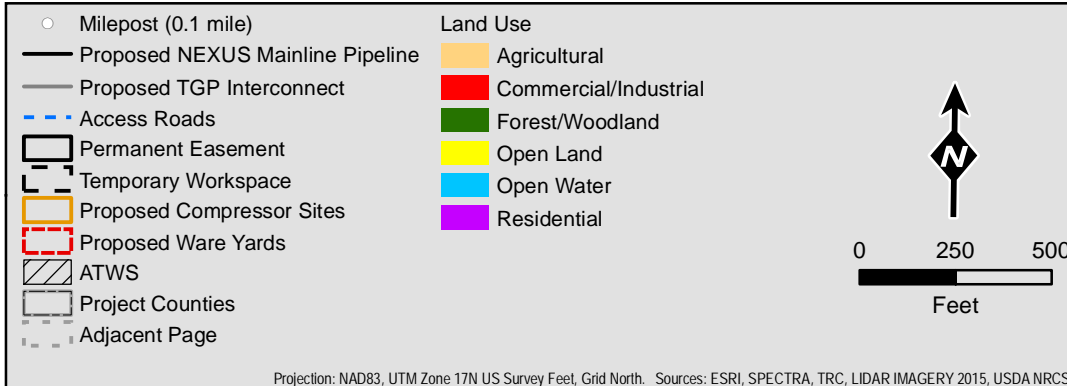 Milepost (0.1 mile)
Proposed NEXUS Mainline Pipeline
Proposed TGP Interconnect
Access Roads
Permanent Easement
Temporary Workspace
Proposed Compressor Sites
Proposed Ware Yards
ATWS
Project Counties
Adjacent Page
Land Use
Agricultural
Commercial/Industrial
Forest/Woodland
Open Land
Open Water
Residential
N
0 250 500
Feet
Projection: NAD83, UTM Zone 17N US Survey Feet, Grid North. Sources: ESRI, SPECTRA, TRC, LIDAR IMAGERY 2015, USDA NRCS